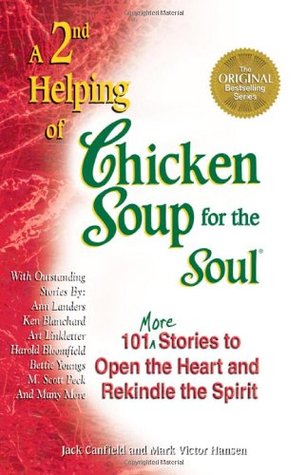 A 2nd
Helping
of
Chicken
Soup for the
Soul®
The
ORIGINAL
Bestselling
Series
With Outstanding
Stories By:
Ann Landers
Ken Blanchard
Art Linkletter
Harold Bloomfield
Bettie Youngs
M. Scott Peck
And Many More
More
101 Stories to
Open the Heart and
Rekindle the Spirit
Jack Canfield and Mark Victor Hansen